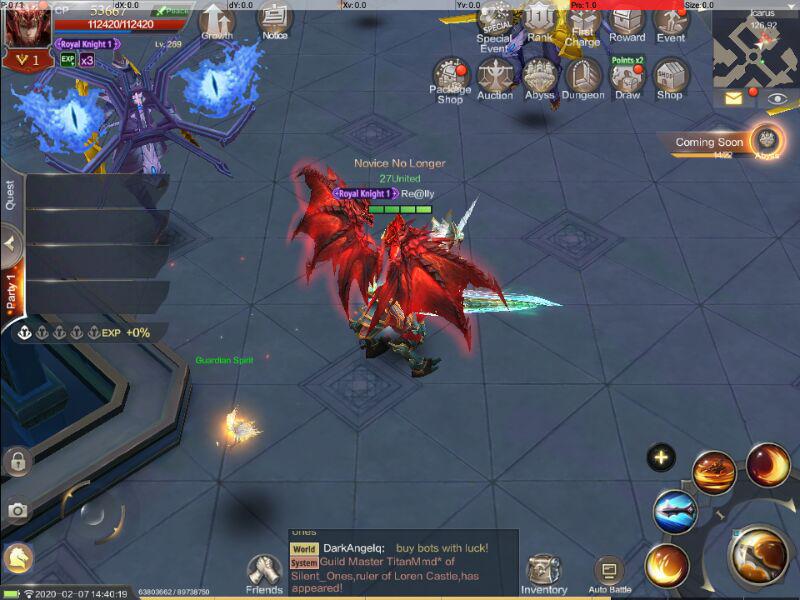 P: 0 / 1 dX: 0.0 dY: 0.0 Xv: 0.0 Yv: 0.0 Prs: 1.0 Size: 0.0
CP 53667 Peace
112420/112420
Royal Knight 1 Lv. 269
1
EXP x3
Growth
Notice
SPECIAL
Special Event
Rank
First Charge
Reward
Event
Icarus
126,92
Package Shop
Auction
Abyss
Dungeon
Points x2
Draw
SHOP
Shop
Coming Soon
Abyss
Novice No Longer
27United
Royal Knight 1 Re@lly
Quest
Party 1
EXP +0%
Guardian Spirit
World DarkAngelq: buy bots with luck!
System Guild Master TitanMmd* of
Silent_Ones,ruler of Loren Castle,has
appeared!
Friends
Inventory
Auto Battle
2020-02-07 14:40:19
63803662 / 89738750